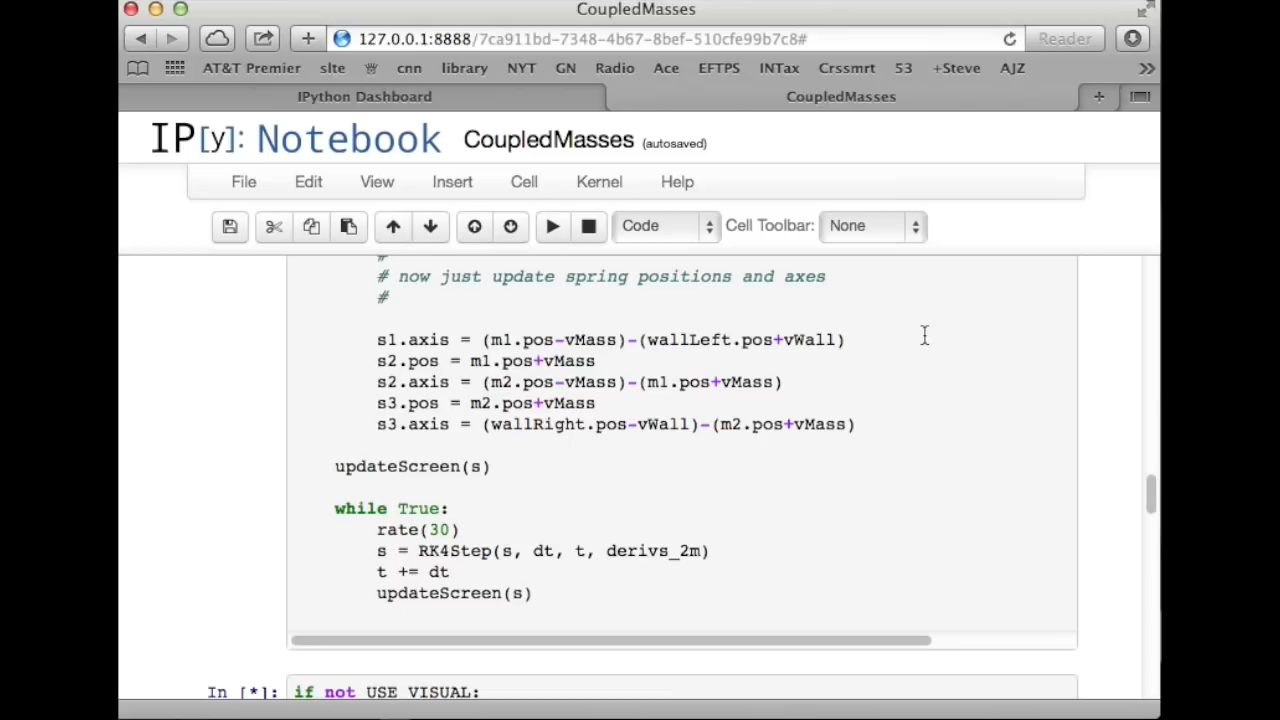 CoupledMasses
127.0.0.1:8888/7ca911bd-7348-4b67-8bef-510cfe99b7c8#
Reader
AT&T Premier site cnn library NYT GN Radio Ace EFTPS INTax Crssmrt 53 +Steve AJZ
IPython Dashboard
CoupledMasses
IP[y]: Notebook CoupledMasses (autosaved)
File Edit View Insert Cell Kernel Help
Code Cell Toolbar: None
#
# now just update spring positions and axes
#
s1.axis = (m1.pos-vMass)-(wallLeft.pos+vWall)
s2.pos = m1.pos+vMass
s2.axis = (m2.pos-vMass)-(m1.pos+vMass)
s3.pos = m2.pos+vMass
s3.axis = (wallRight.pos-vWall)-(m2.pos+vMass)
updateScreen(s)
while True:
rate(30)
s = RK4Step(s, dt, t, derivs_2m)
t += dt
updateScreen(s)
In [*]: if not USE_VISUAL: